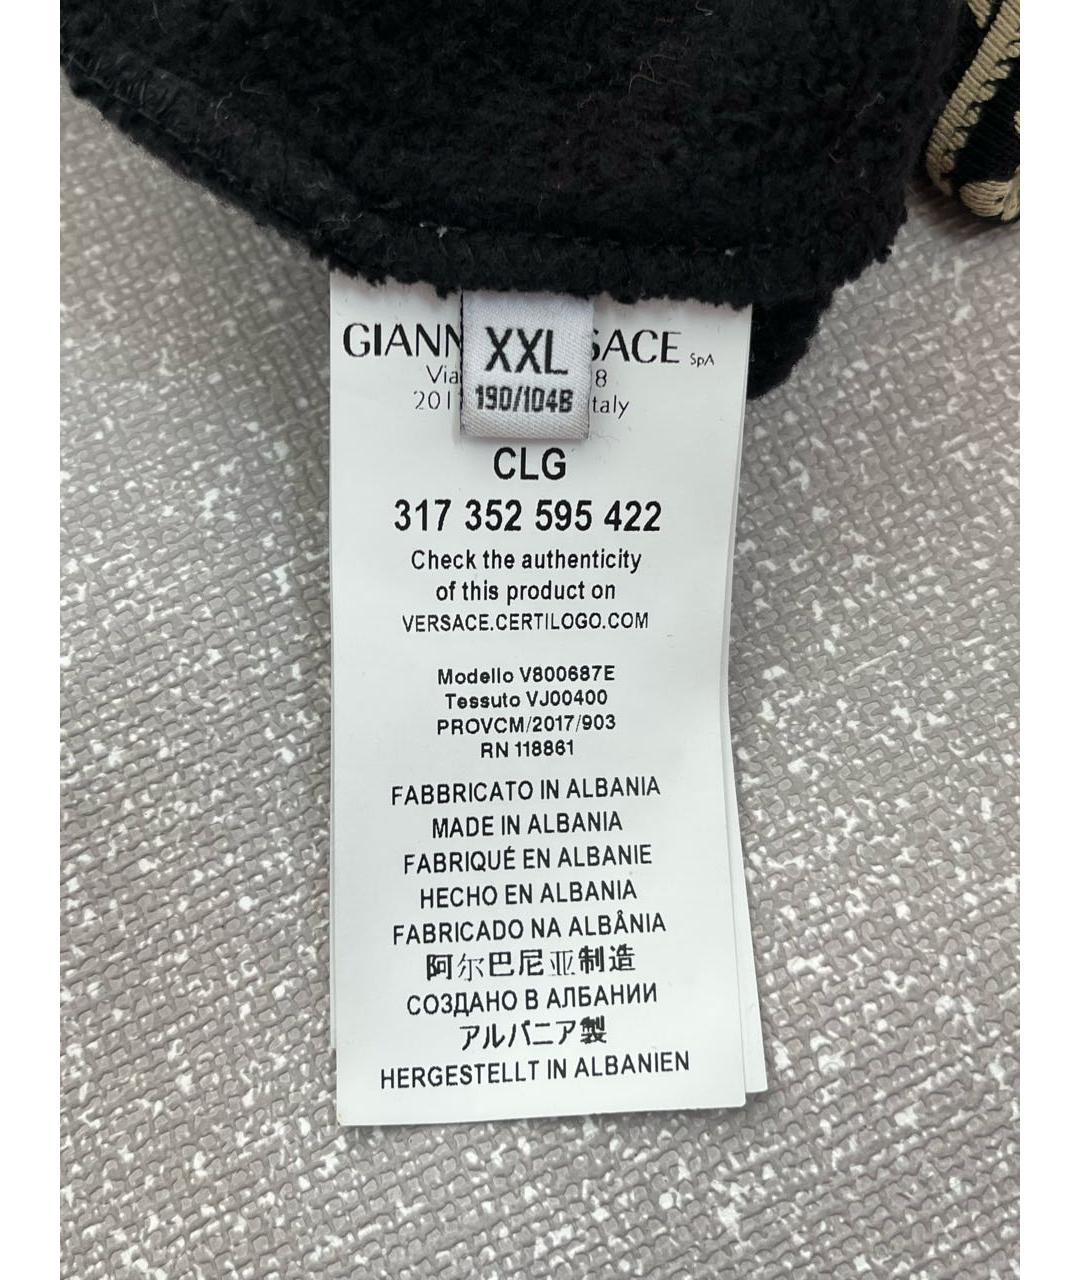 GIANN SACE SpA
XXL
Via 8
201 Italy
190/104B
CLG
317 352 595 422
Check the authenticity
of this product on
VERSACE.CERTILOGO.COM
Modello V800687E
Tessuto VJ00400
PROVCM/2017/903
RN 118861
FABBRICATO IN ALBANIA
MADE IN ALBANIA
FABRIQUÉ EN ALBANIE
HECHO EN ALBANIA
FABRICADO NA ALBÂNIA
阿尔巴尼亚制造
СОЗДАНО В АЛБАНИИ
アルバニア製
HERGESTELLT IN ALBANIEN